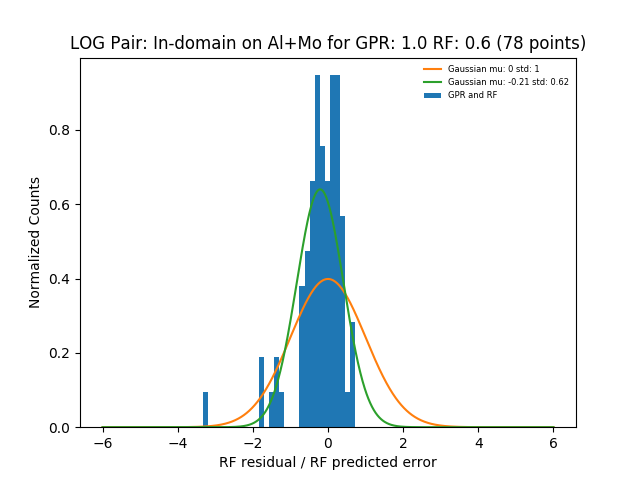 LOG Pair: In-domain on Al+Mo for GPR: 1.0 RF: 0.6 (78 points)
Gaussian mu: 0 std: 1
Gaussian mu: -0.21 std: 0.62
GPR and RF
Normalized Counts
0.8
0.6
0.4
0.2
0.0
−6 −4 −2 0 2 4 6
RF residual / RF predicted error